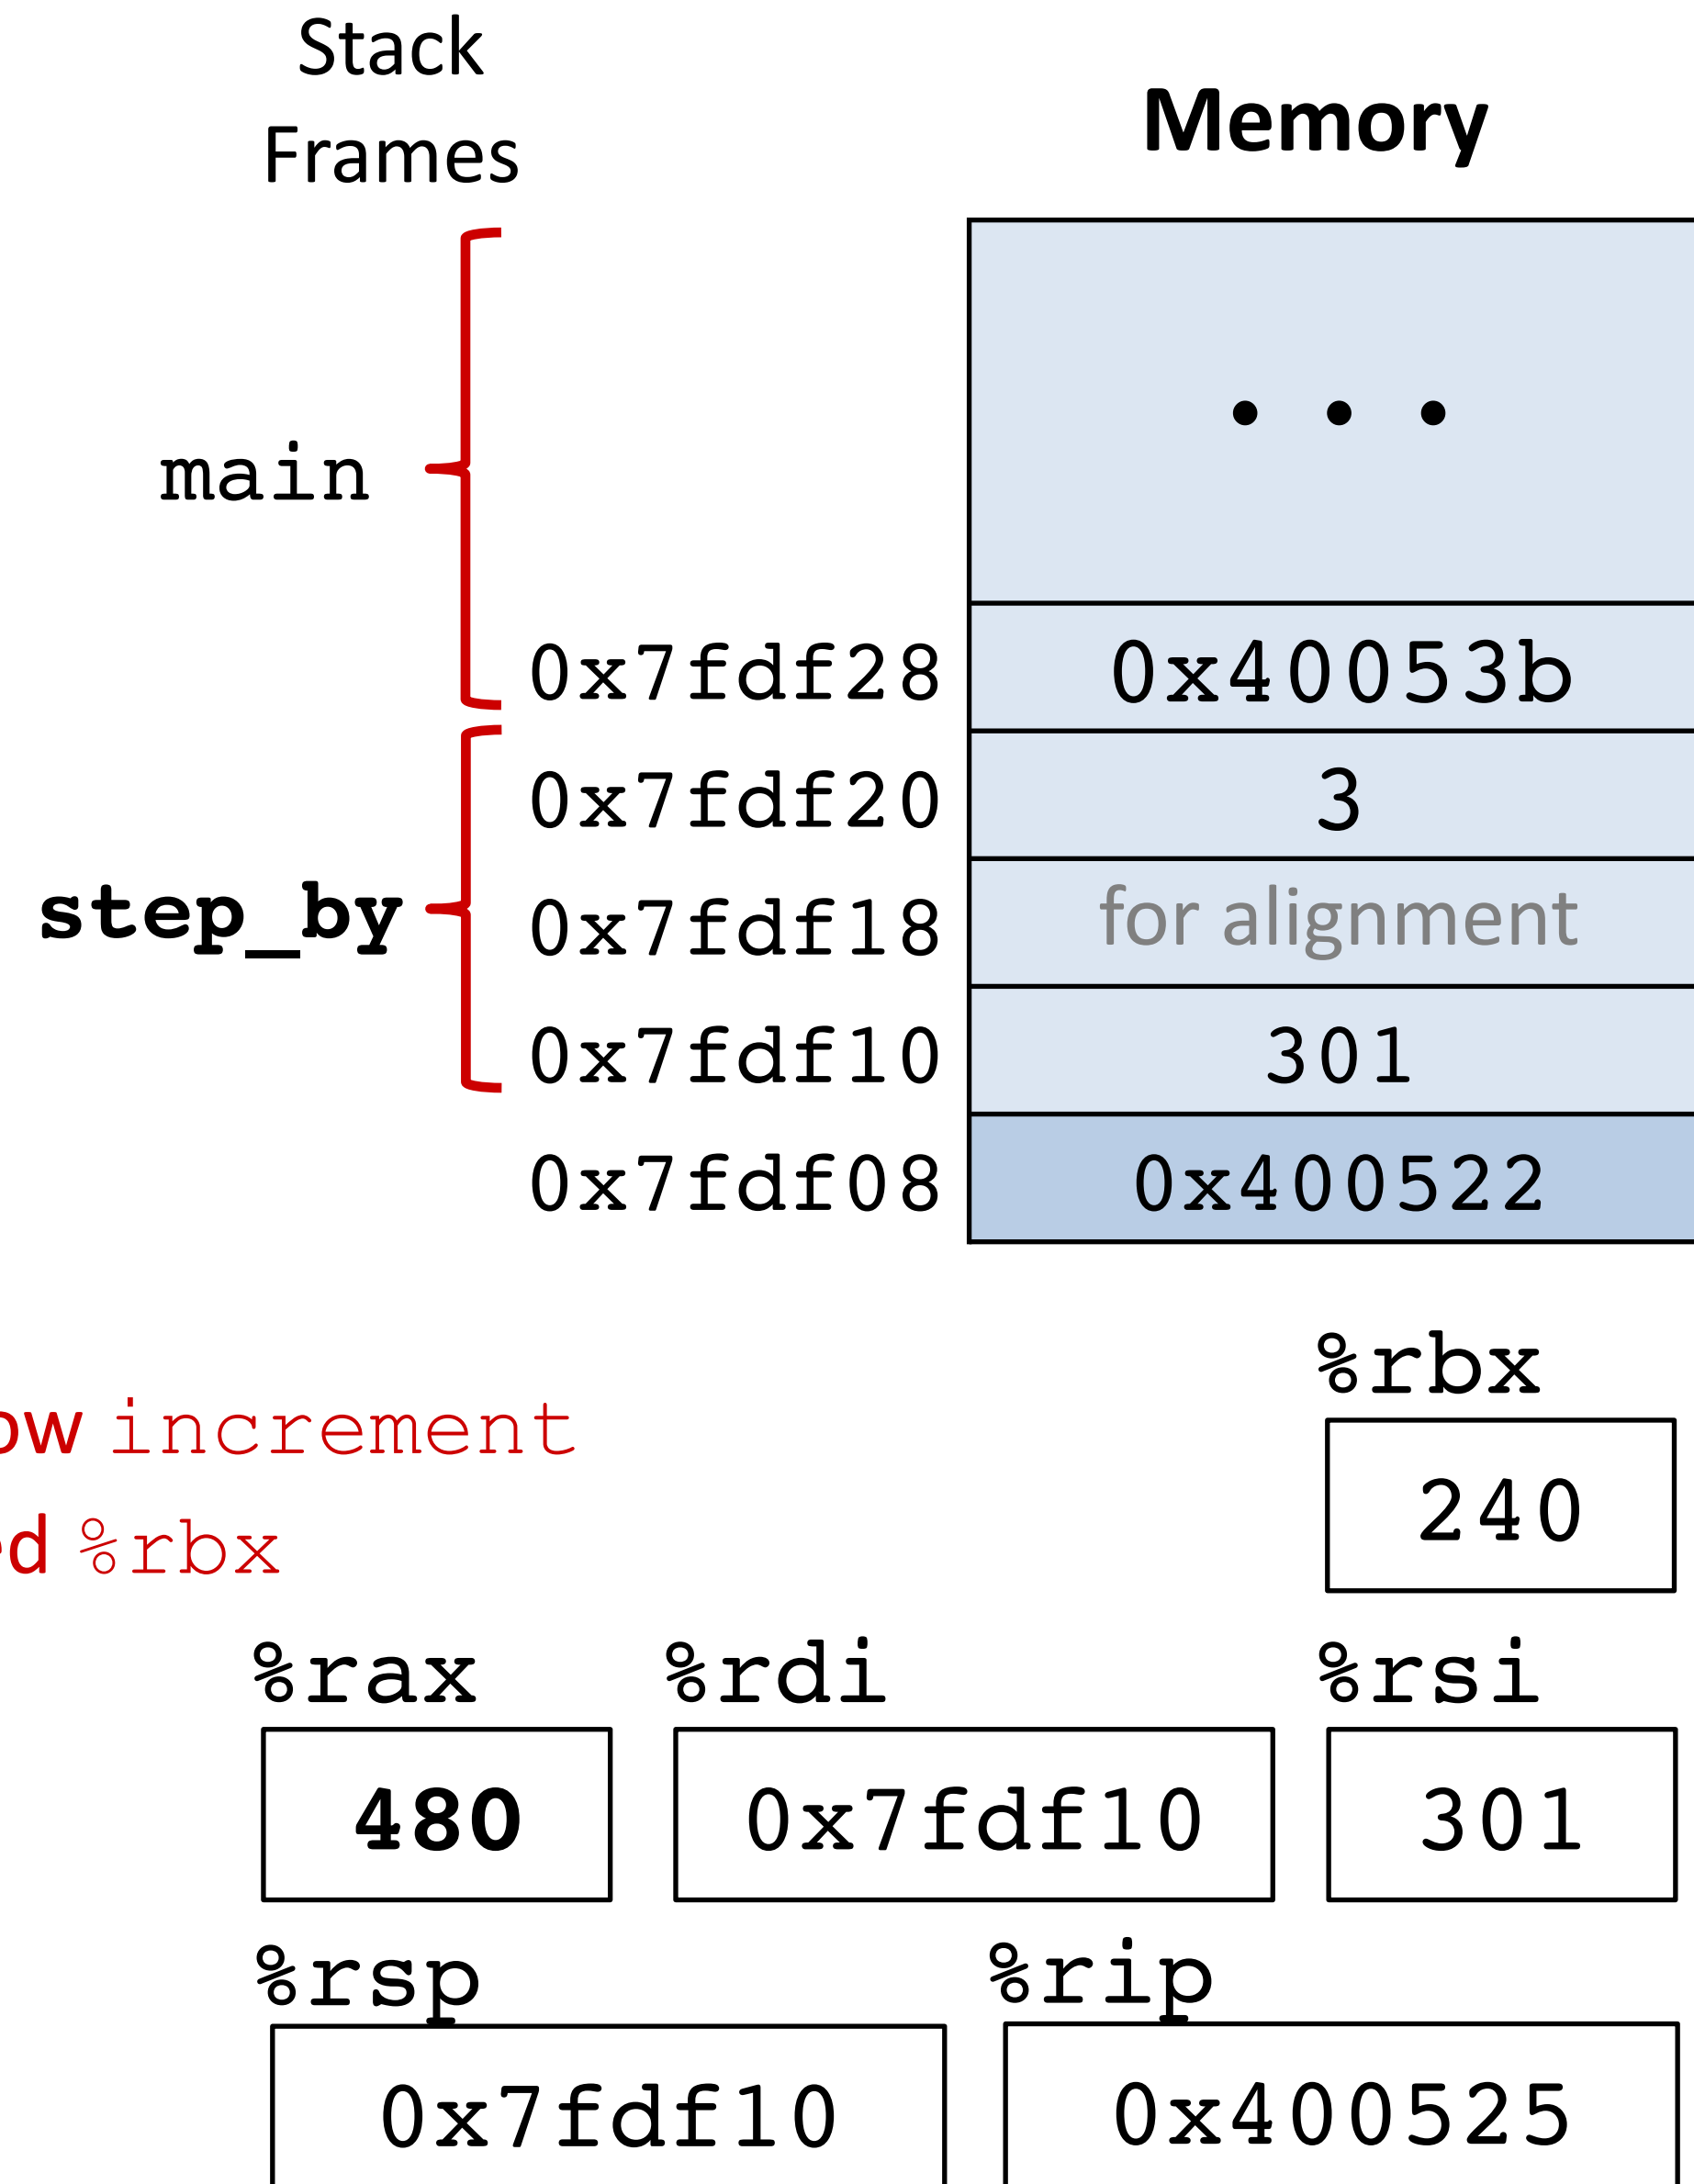 Stack
Frames
Memory
• • •
main
0x7fdf28 0x40053b
0x7fdf20 3
step_by
0x7fdf18 for alignment
0x7fdf10 301
0x7fdf08 0x400522
%rbx
increment
240
%rbx
%rax %rdi %rsi
480 0x7fdf10 301
%rsp %rip
0x7fdf10 0x400525